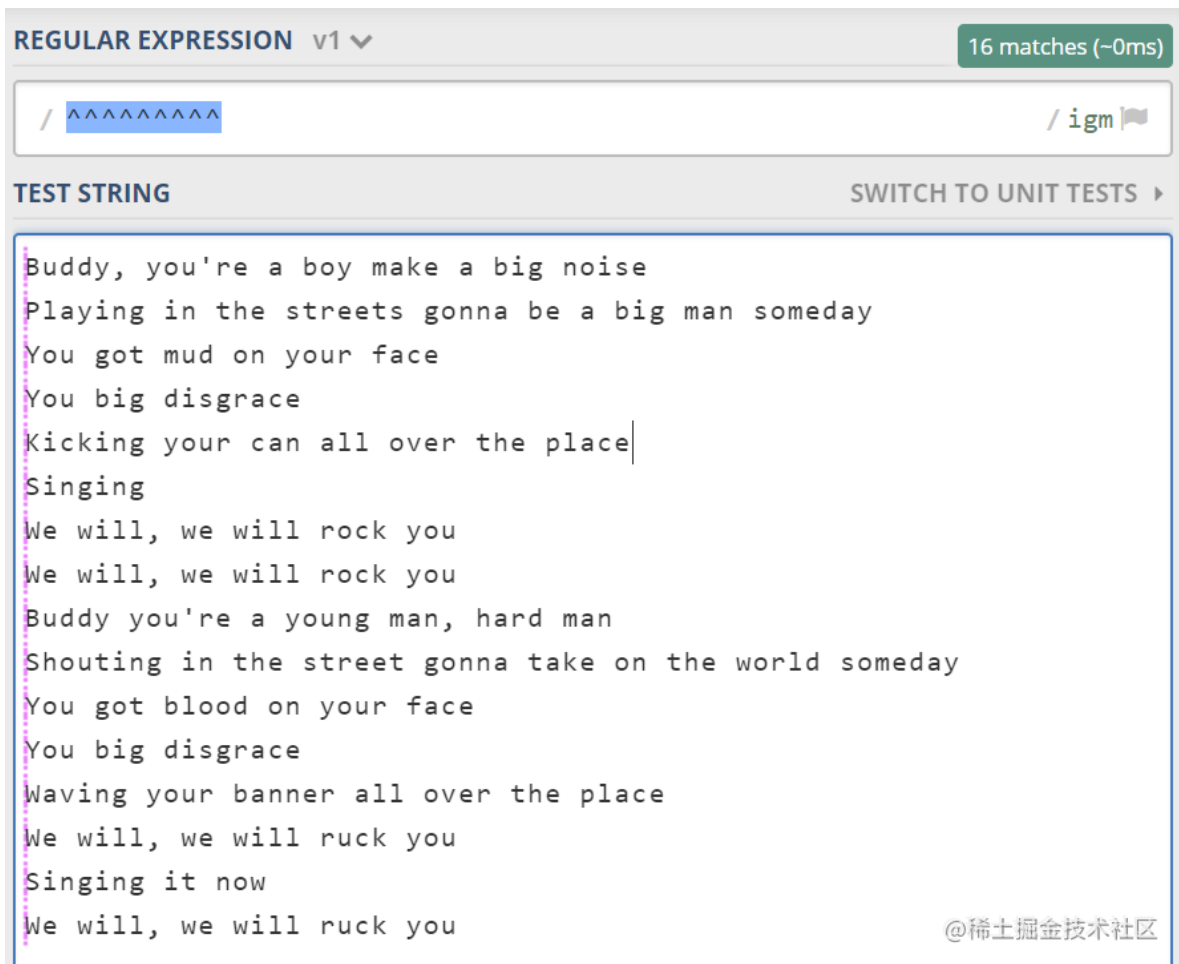 REGULAR EXPRESSION v1
16 matches (~0ms)
/ ^^^^^^^^^ / igm
TEST STRING SWITCH TO UNIT TESTS
Buddy, you're a boy make a big noise
Playing in the streets gonna be a big man someday
You got mud on your face
You big disgrace
Kicking your can all over the place
Singing
We will, we will rock you
We will, we will rock you
Buddy you're a young man, hard man
Shouting in the street gonna take on the world someday
You got blood on your face
You big disgrace
Waving your banner all over the place
We will, we will ruck you
Singing it now
We will, we will ruck you
@稀土掘金技术社区